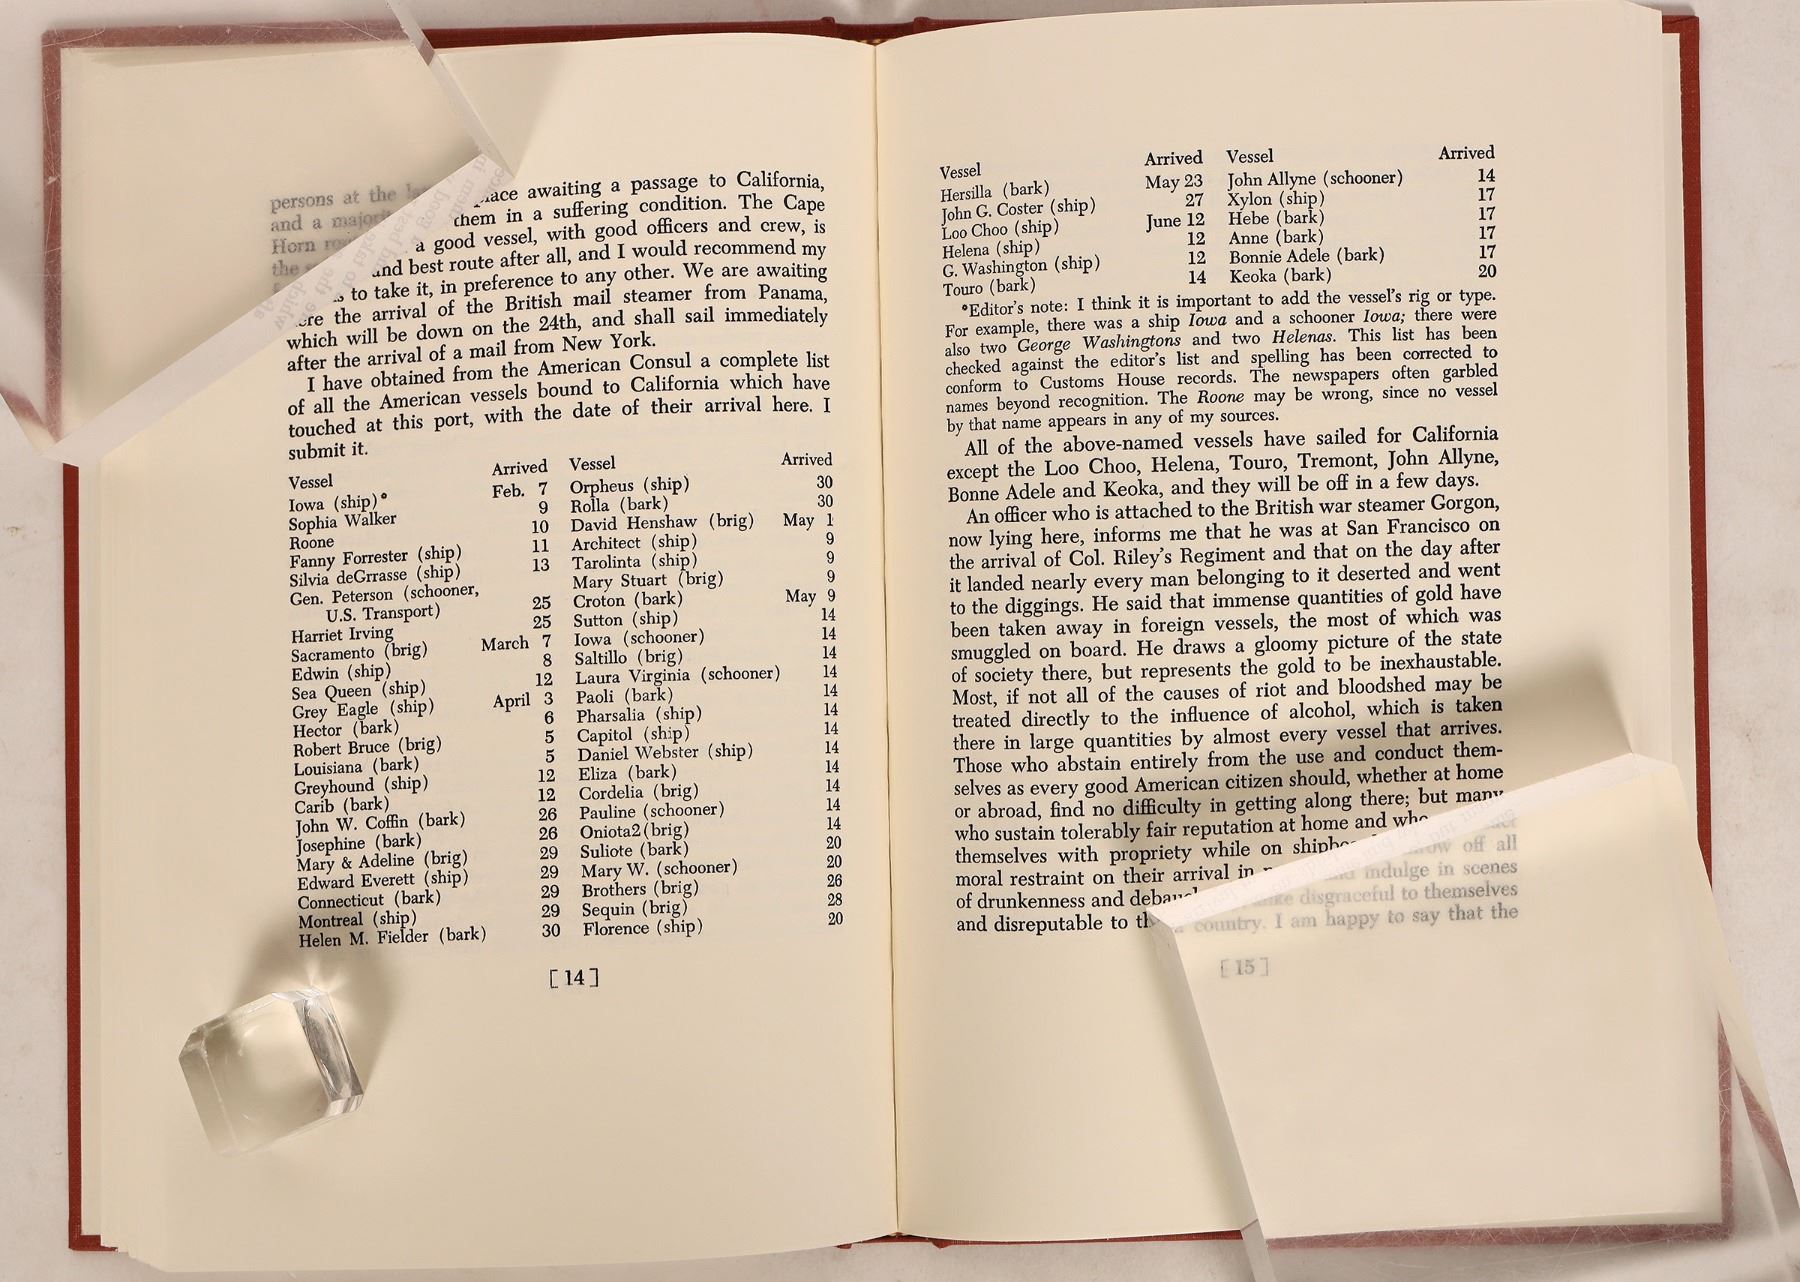 persons at the place awaiting a passage to California,
and a majority them in a suffering condition. The Cape
Horn a good vessel, with good officers and crew, is
the and best route after all, and I would recommend my
to take it, in preference to any other. We are awaiting
here the arrival of the British mail steamer from Panama,
which will be down on the 24th, and shall sail immediately
after the arrival of a mail from New York.
I have obtained from the American Consul a complete list
of all the American vessels bound to California which have
touched at this port, with the date of their arrival here. I
submit it.
Vessel Arrived Vessel Arrived
Iowa (ship)* Feb. 7 Orpheus (ship) 30
Sophia Walker 9 Rolla (bark) 30
Roone 10 David Henshaw (brig) May 1
Fanny Forrester (ship) 11 Architect (ship) 9
Silvia deGrrasse (ship) 13 Tarolinta (ship) 9
Gen. Peterson (schooner, Mary Stuart (brig) 9
U.S. Transport) 25 Croton (bark) May 9
Harriet Irving 25 Sutton (ship) 14
Sacramento (brig) March 7 Iowa (schooner) 14
Edwin (ship) 8 Saltillo (brig) 14
Sea Queen (ship) 12 Laura Virginia (schooner) 14
Grey Eagle (ship) April 3 Paoli (bark) 14
Hector (bark) 6 Pharsalia (ship) 14
Robert Bruce (brig) 5 Capitol (ship) 14
Louisiana (bark) 5 Daniel Webster (ship) 14
Greyhound (ship) 12 Eliza (bark) 14
Carib (bark) 12 Cordelia (brig) 14
John W. Coffin (bark) 26 Pauline (schooner) 14
Josephine (bark) 26 Oniota2 (brig) 14
Mary & Adeline (brig) 29 Suliote (bark) 20
Edward Everett (ship) 29 Mary W. (schooner) 20
Connecticut (bark) 29 Brothers (brig) 26
Montreal (ship) 29 Sequin (brig) 28
Helen M. Fielder (bark) 30 Florence (ship) 20
[ 14 ]
Vessel Arrived Vessel Arrived
Hersilla (bark) May 23 John Allyne (schooner) 14
John G. Coster (ship) 27 Xylon (ship) 17
Loo Choo (ship) June 12 Hebe (bark) 17
Helena (ship) 12 Anne (bark) 17
G. Washington (ship) 12 Bonnie Adele (bark) 17
Touro (bark) 14 Keoka (bark) 20
*Editor's note: I think it is important to add the vessel's rig or type.
For example, there was a ship Iowa and a schooner Iowa; there were
also two George Washingtons and two Helenas. This list has been
checked against the editor's list and spelling has been corrected to
conform to Customs House records. The newspapers often garbled
names beyond recognition. The Roone may be wrong, since no vessel
by that name appears in any of my sources.
All of the above-named vessels have sailed for California
except the Loo Choo, Helena, Touro, Tremont, John Allyne,
Bonne Adele and Keoka, and they will be off in a few days.
An officer who is attached to the British war steamer Gorgon,
now lying here, informs me that he was at San Francisco on
the arrival of Col. Riley's Regiment and that on the day after
it landed nearly every man belonging to it deserted and went
to the diggings. He said that immense quantities of gold have
been taken away in foreign vessels, the most of which was
smuggled on board. He draws a gloomy picture of the state
of society there, but represents the gold to be inexhaustable.
Most, if not all of the causes of riot and bloodshed may be
treated directly to the influence of alcohol, which is taken
there in large quantities by almost every vessel that arrives.
Those who abstain entirely from the use and conduct them-
selves as every good American citizen should, whether at home
or abroad, find no difficulty in getting along there; but many
who sustain tolerably fair reputation at home and who
themselves with propriety while on shipboard off all
moral restraint on their arrival in and indulge in scenes
of drunkenness and debauch disgraceful to themselves
and disreputable to country. I am happy to say that the
[ 15 ]